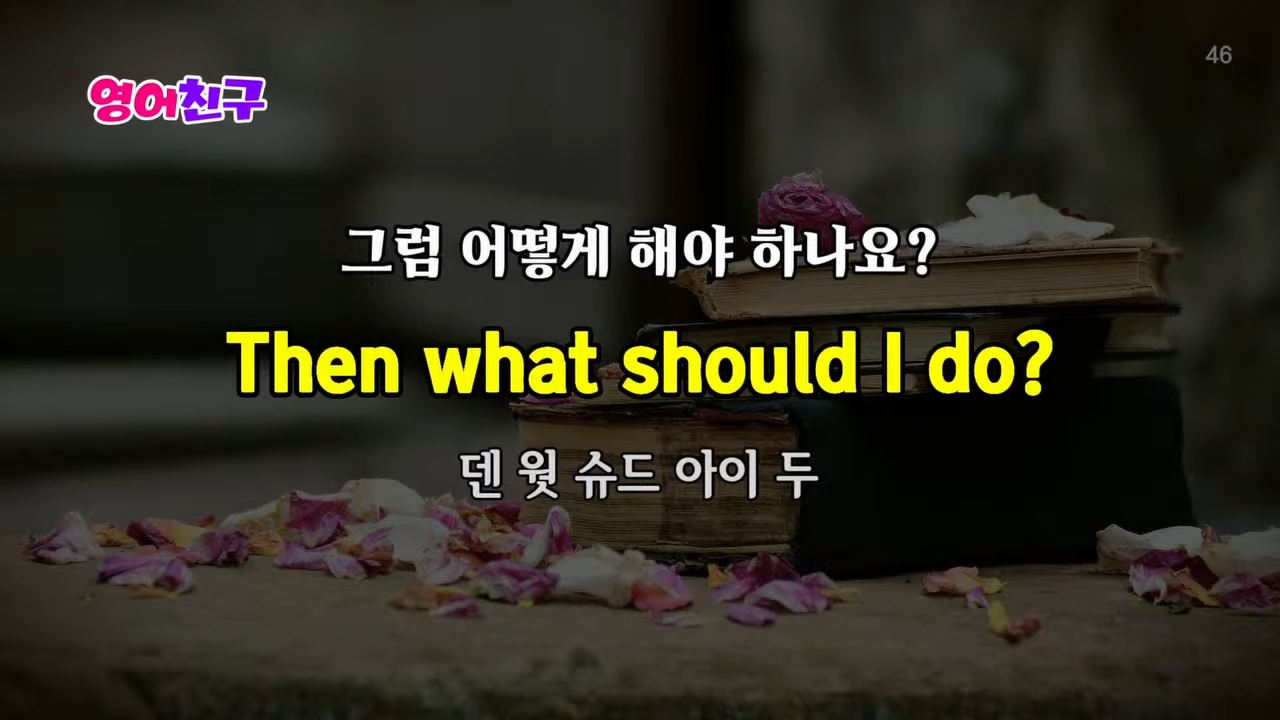 46
영어친구
그럼 어떻게 해야 하나요?
Then what should I do?
덴 웟 슈드 아이 두